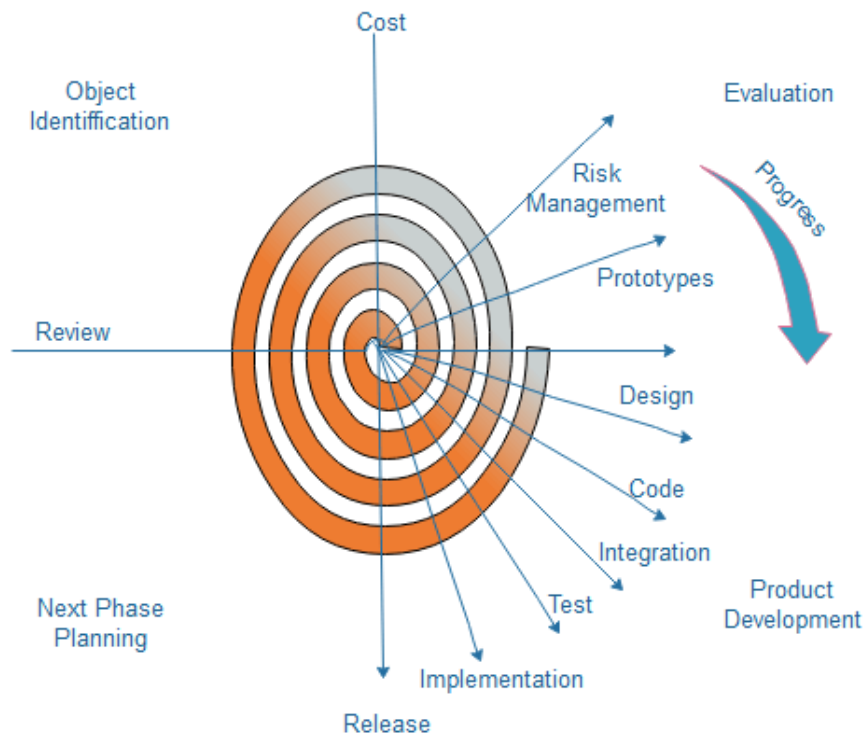 Cost
Object
Identiffication
Evaluation
Risk
Management
Progress
Prototypes
Review
Design
Code
Integration
Next Phase
Planning
Test
Product
Development
Implementation
Release